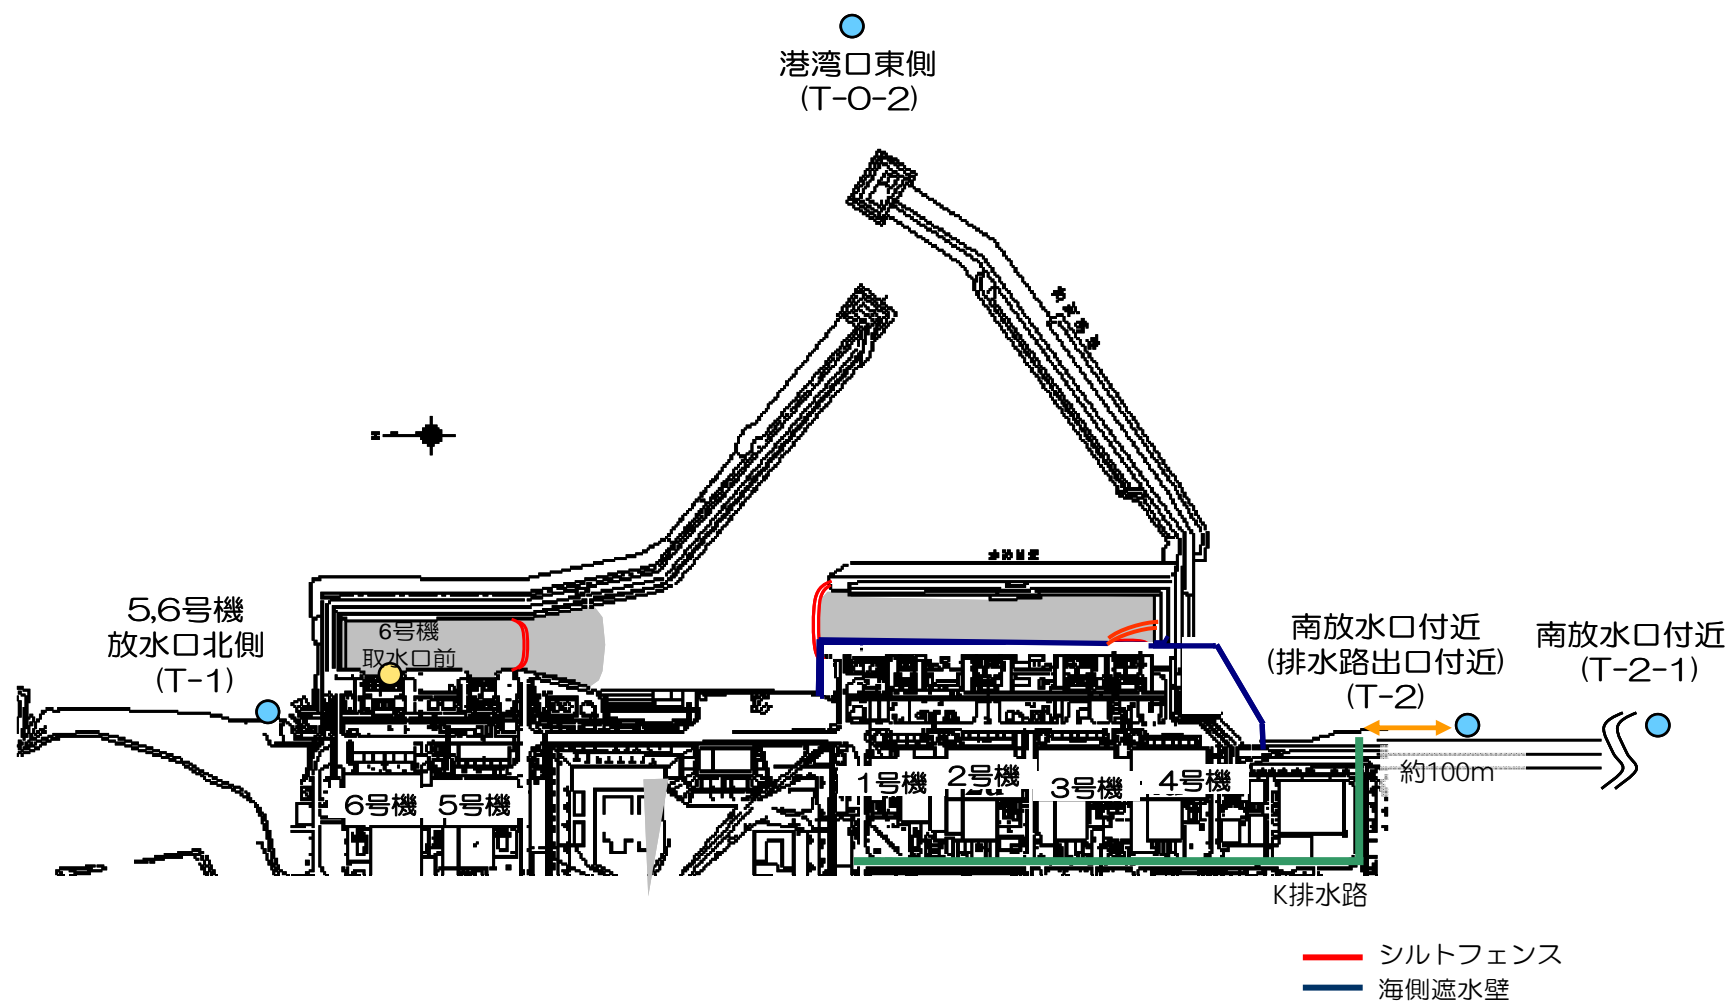 港湾口東側
(T-0-2)
5,6号機
放水口北側
(T-1)
6号機
取水口前
南放水口付近
(排水路出口付近)
(T-2)
南放水口付近
(T-2-1)
約100m
6号機
5号機
1号機
2号機
3号機
4号機
K排水路
シルトフェンス
海側遮水壁